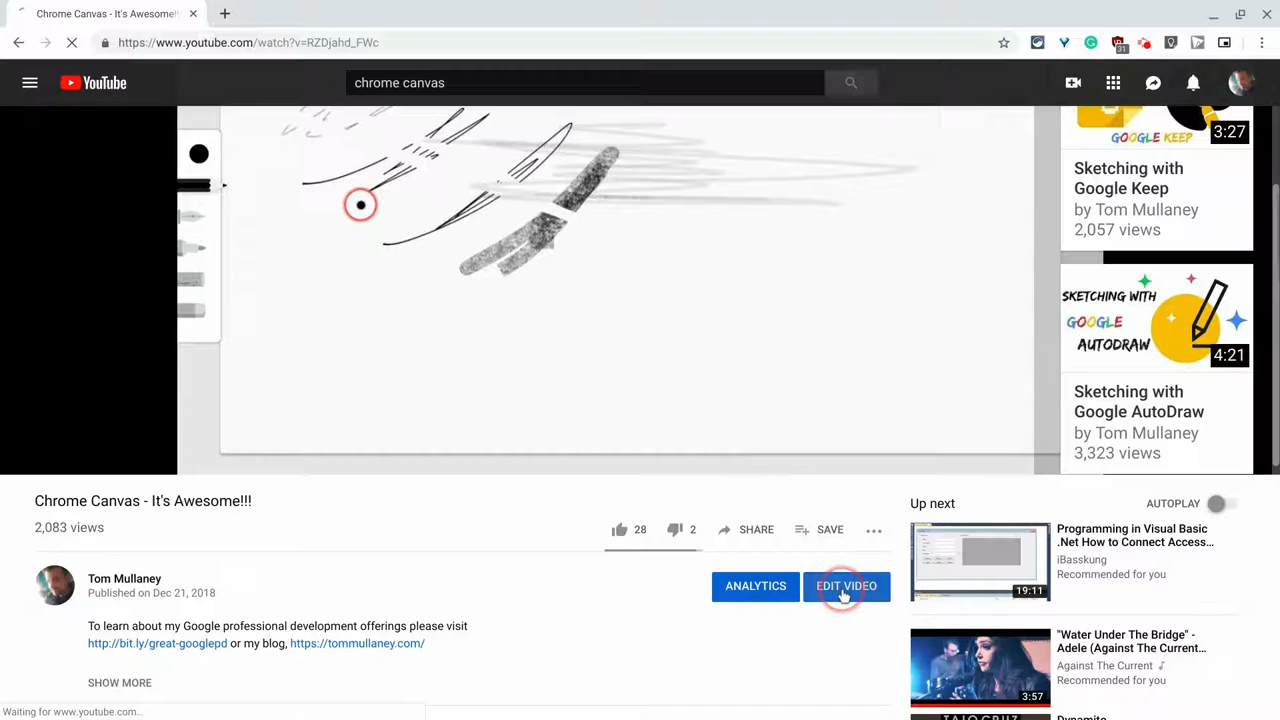 Chrome Canvas - It's Awesome!!!
https://www.youtube.com/watch?v=RZDjahd_FWc
31
YouTube
chrome canvas
GOOGLE KEEP
3:27
Sketching with
Google Keep
by Tom Mullaney
2,057 views
SKETCHING WITH
GOOGLE
AUTODRAW
4:21
Sketching with
Google AutoDraw
by Tom Mullaney
3,323 views
Chrome Canvas - It's Awesome!!!
2,083 views
28
2
SHARE
SAVE
Tom Mullaney
Published on Dec 21, 2018
ANALYTICS
EDIT VIDEO
To learn about my Google professional development offerings please visit
http://bit.ly/great-googlepd or my blog, https://tommullaney.com/
SHOW MORE
Up next
AUTOPLAY
Programming in Visual Basic
.Net How to Connect Access...
iBasskung
Recommended for you
19:11
"Water Under The Bridge" -
Adele (Against The Current...
Against The Current
Recommended for you
3:57
Dynamite
TAIO CRUZ
Waiting for www.youtube.com...